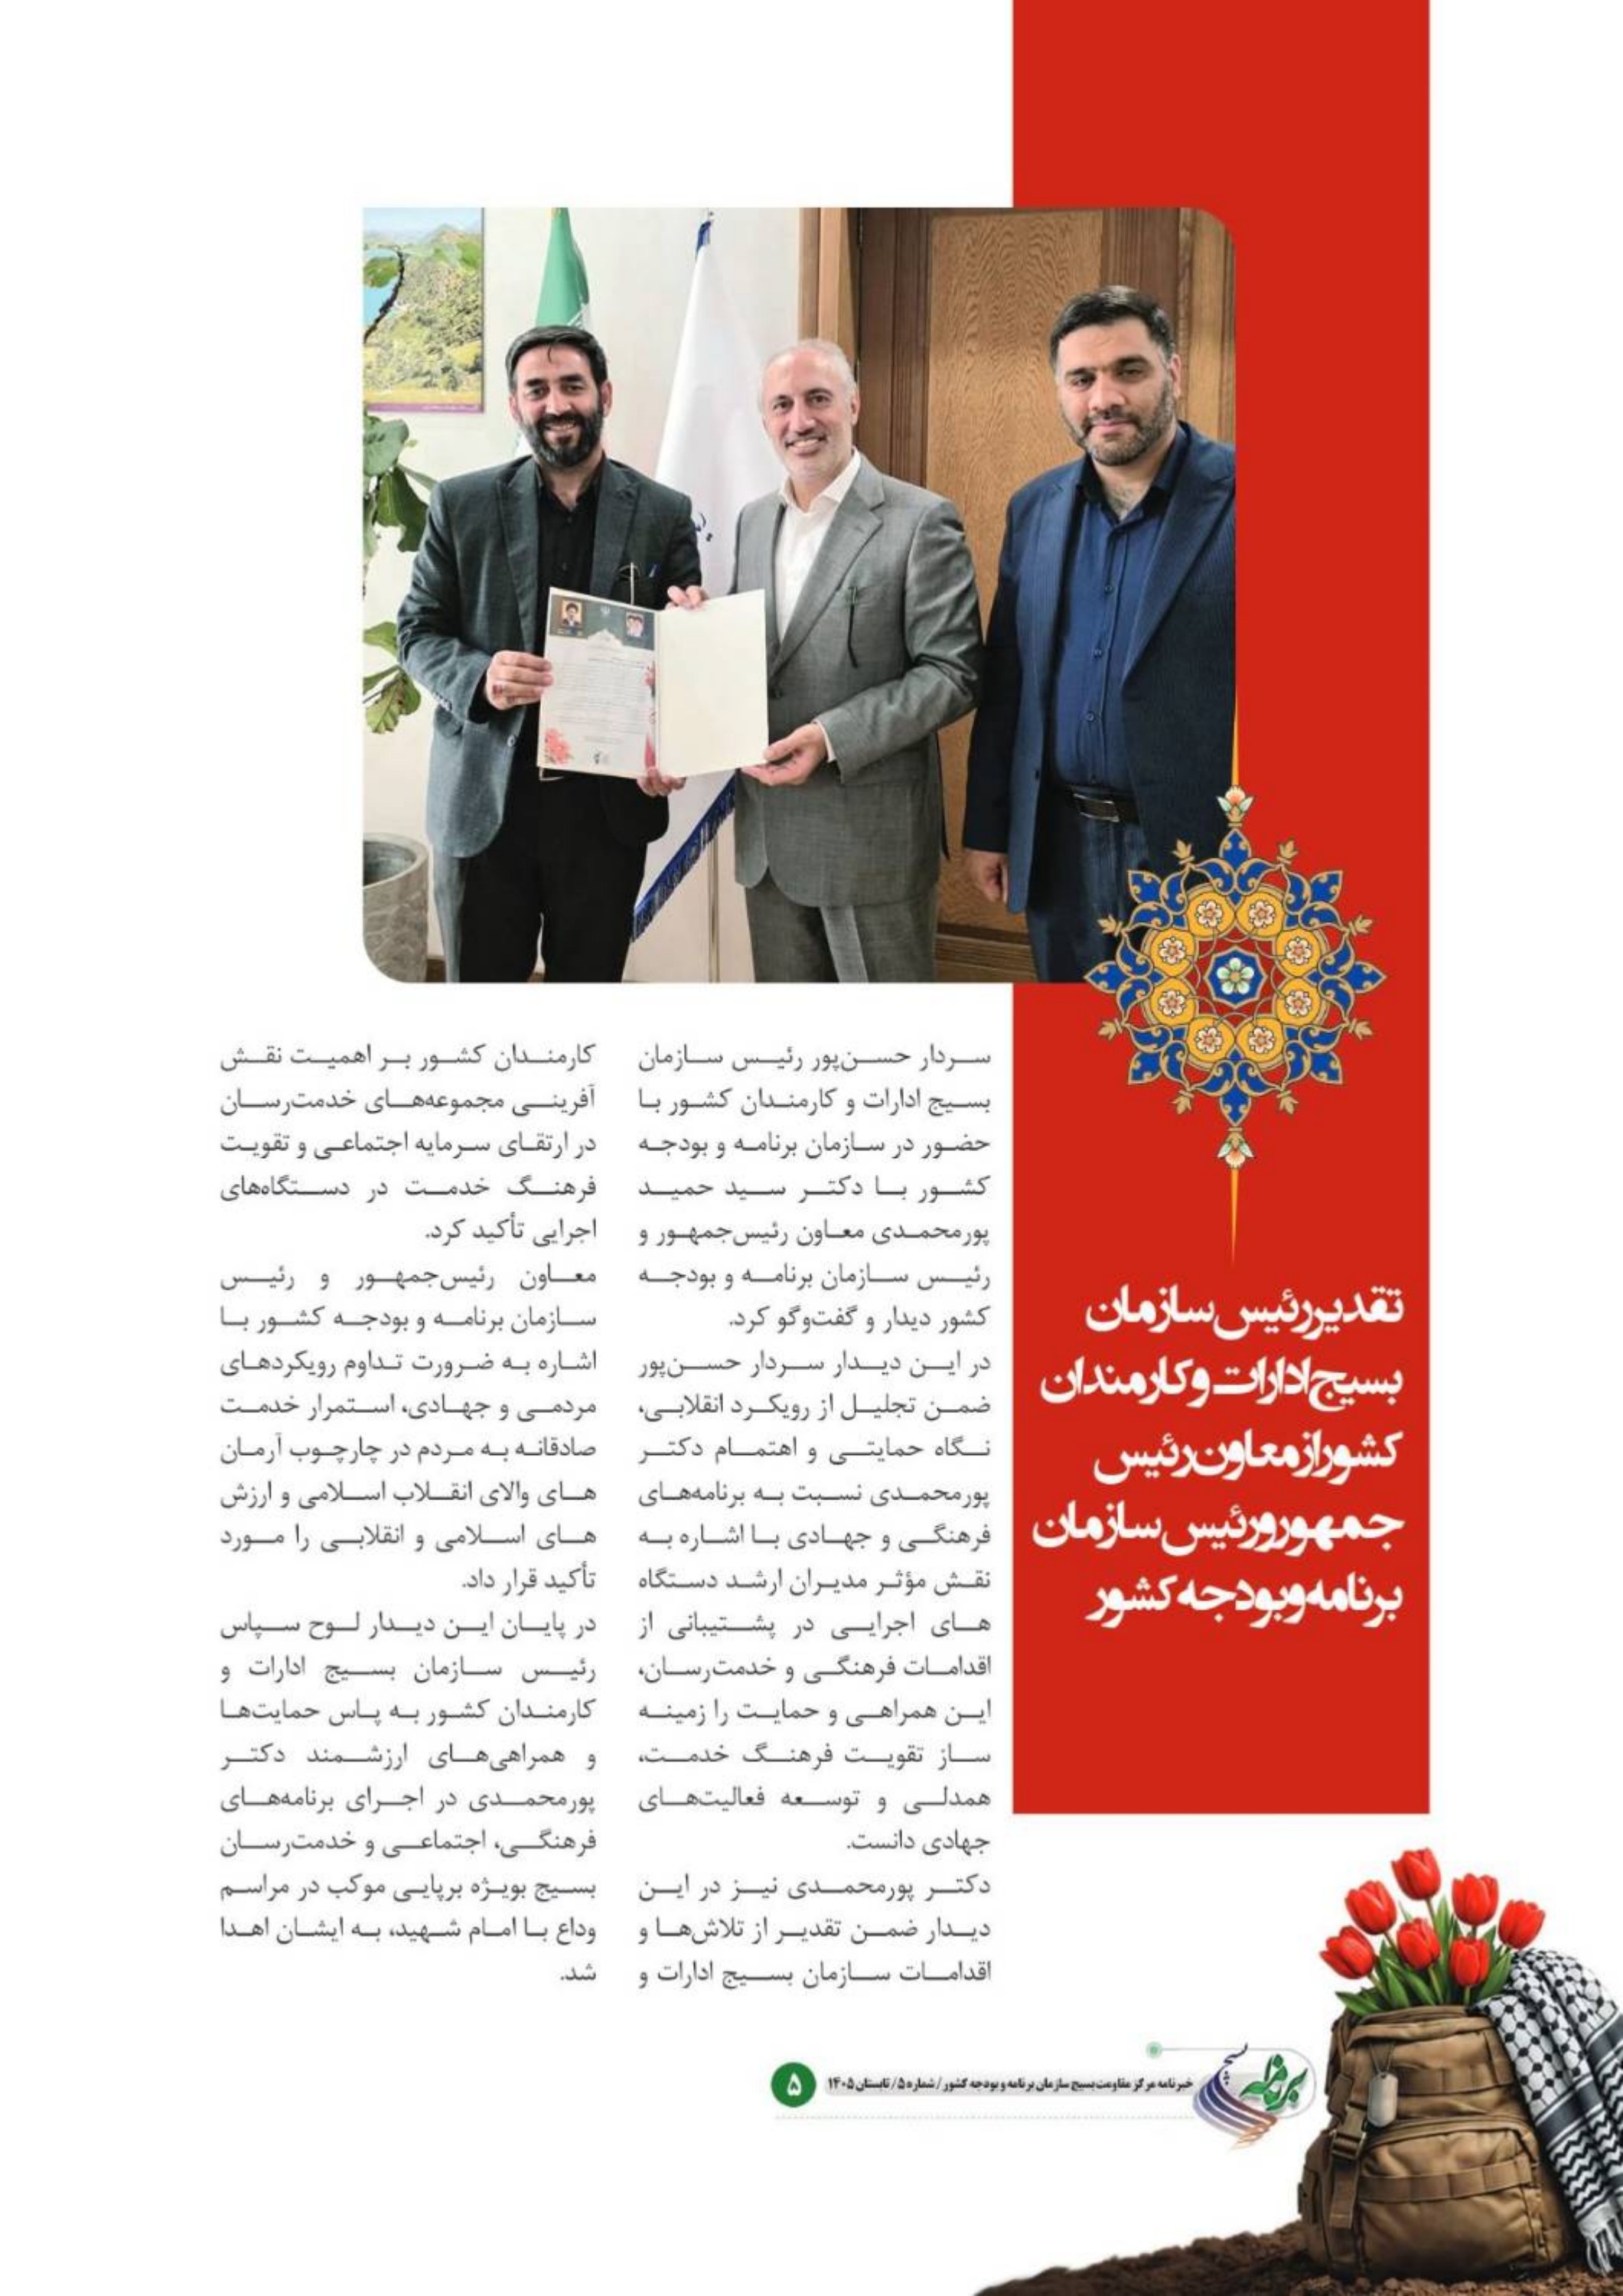 تقدیر رئیس سازمان
بسیج ادارات و کارمندان
کشور از معاون رئیس
جمهور و رئیس سازمان
برنامه و بودجه کشور
سردار حسن‌پور رئیس سازمان
بسیج ادارات و کارمندان کشور با
حضور در سازمان برنامه و بودجه
کشور با دکتر سید حمید
پورمحمدی معاون رئیس‌جمهور و
رئیس سازمان برنامه و بودجه
کشور دیدار و گفت‌وگو کرد.
در این دیدار سردار حسن‌پور
ضمن تجلیل از رویکرد انقلابی،
نگاه حمایتی و اهتمام دکتر
پورمحمدی نسبت به برنامه‌های
فرهنگی و جهادی با اشاره به
نقش مؤثر مدیران ارشد دستگاه
های اجرایی در پشتیبانی از
اقدامات فرهنگی و خدمت‌رسان،
این همراهی و حمایت را زمینه
ساز تقویت فرهنگ خدمت،
همدلی و توسعه فعالیت‌های
جهادی دانست.
دکتر پورمحمدی نیز در این
دیدار ضمن تقدیر از تلاش‌ها و
اقدامات سازمان بسیج ادارات و
کارمندان کشور بر اهمیت نقش
آفرینی مجموعه‌های خدمت‌رسان
در ارتقای سرمایه اجتماعی و تقویت
فرهنگ خدمت در دستگاه‌های
اجرایی تأکید کرد.
معاون رئیس‌جمهور و رئیس
سازمان برنامه و بودجه کشور با
اشاره به ضرورت تداوم رویکردهای
مردمی و جهادی، استمرار خدمت
صادقانه به مردم در چارچوب آرمان
های والای انقلاب اسلامی و ارزش
های اسلامی و انقلابی را مورد
تأکید قرار داد.
در پایان این دیدار لوح سپاس
رئیس سازمان بسیج ادارات و
کارمندان کشور به پاس حمایت‌ها
و همراهی‌های ارزشمند دکتر
پورمحمدی در اجرای برنامه‌های
فرهنگی، اجتماعی و خدمت‌رسان
بسیج بویژه برپایی موکب در مراسم
وداع با امام شهید، به ایشان اهدا
شد.
برنامه بسیج
خبرنامه مرکز مقاومت بسیج سازمان برنامه و بودجه کشور / شماره ۵ / تابستان ۱۴۰۵
۵